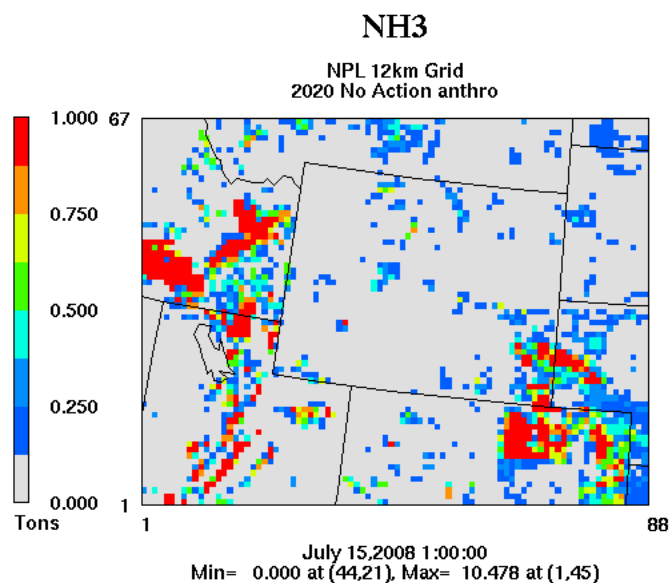 NH3
NPL 12km Grid
2020 No Action anthro
1.000
0.750
0.500
0.250
0.000
Tons
67
1
1
88
July 15,2008 1:00:00
Min= 0.000 at (44,21), Max= 10.478 at (1,45)